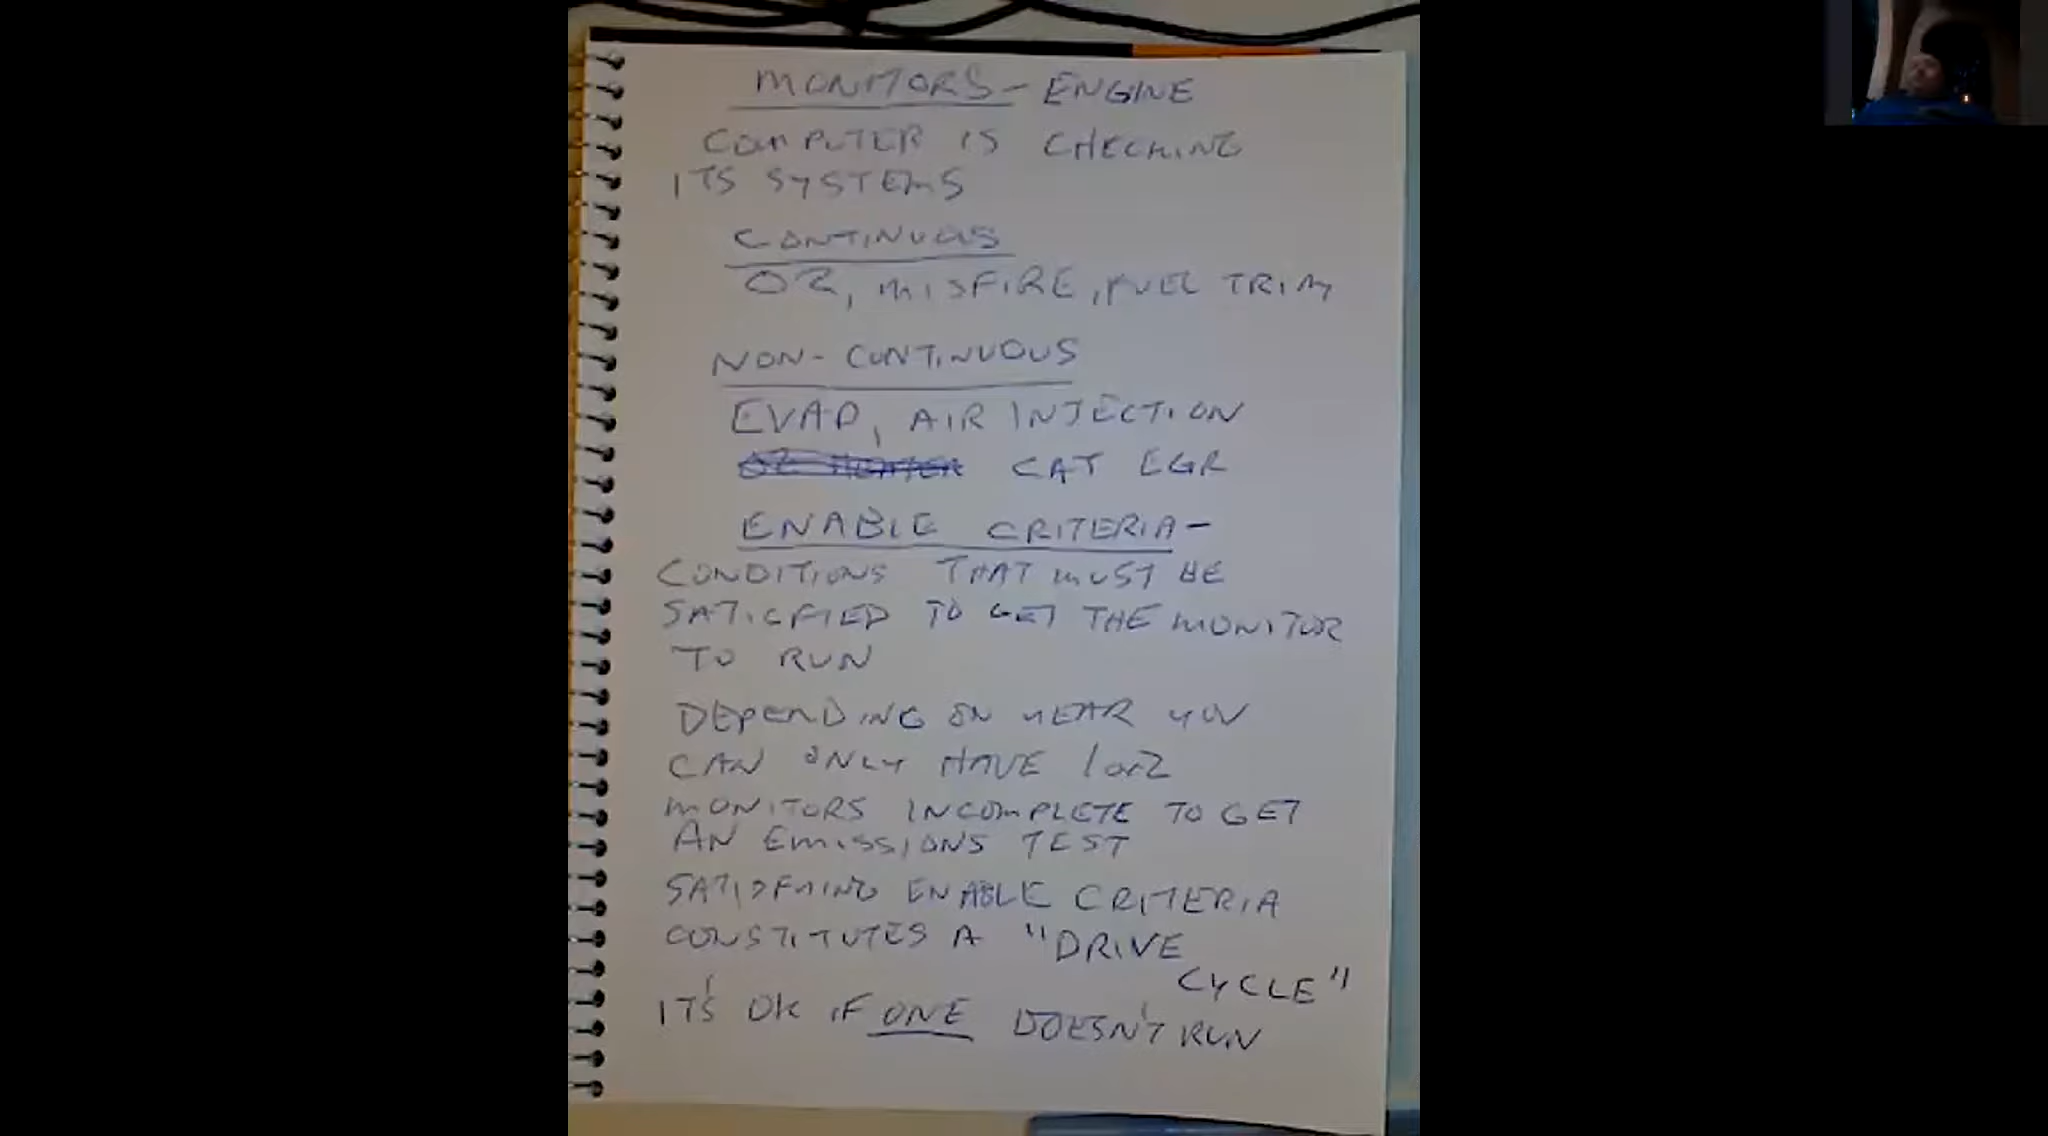 MONITORS - ENGINE
COMPUTER IS CHECKING
ITS SYSTEMS
CONTINUOUS
O2, MISFIRE, FUEL TRIM
NON-CONTINUOUS
EVAP, AIR INJECTION
CAT EGR
ENABLE CRITERIA-
CONDITIONS THAT MUST BE
SATICFIED TO GET THE MONITOR
TO RUN
DEPENDING ON YEAR YOU
CAN ONLY HAVE 1 or 2
MONITORS INCOMPLETE TO GET
AN EMISSIONS TEST
SATISFYING ENABLE CRITERIA
CONSTITUTES A "DRIVE
CYCLE"
IT'S OK IF ONE DOESN'T RUN